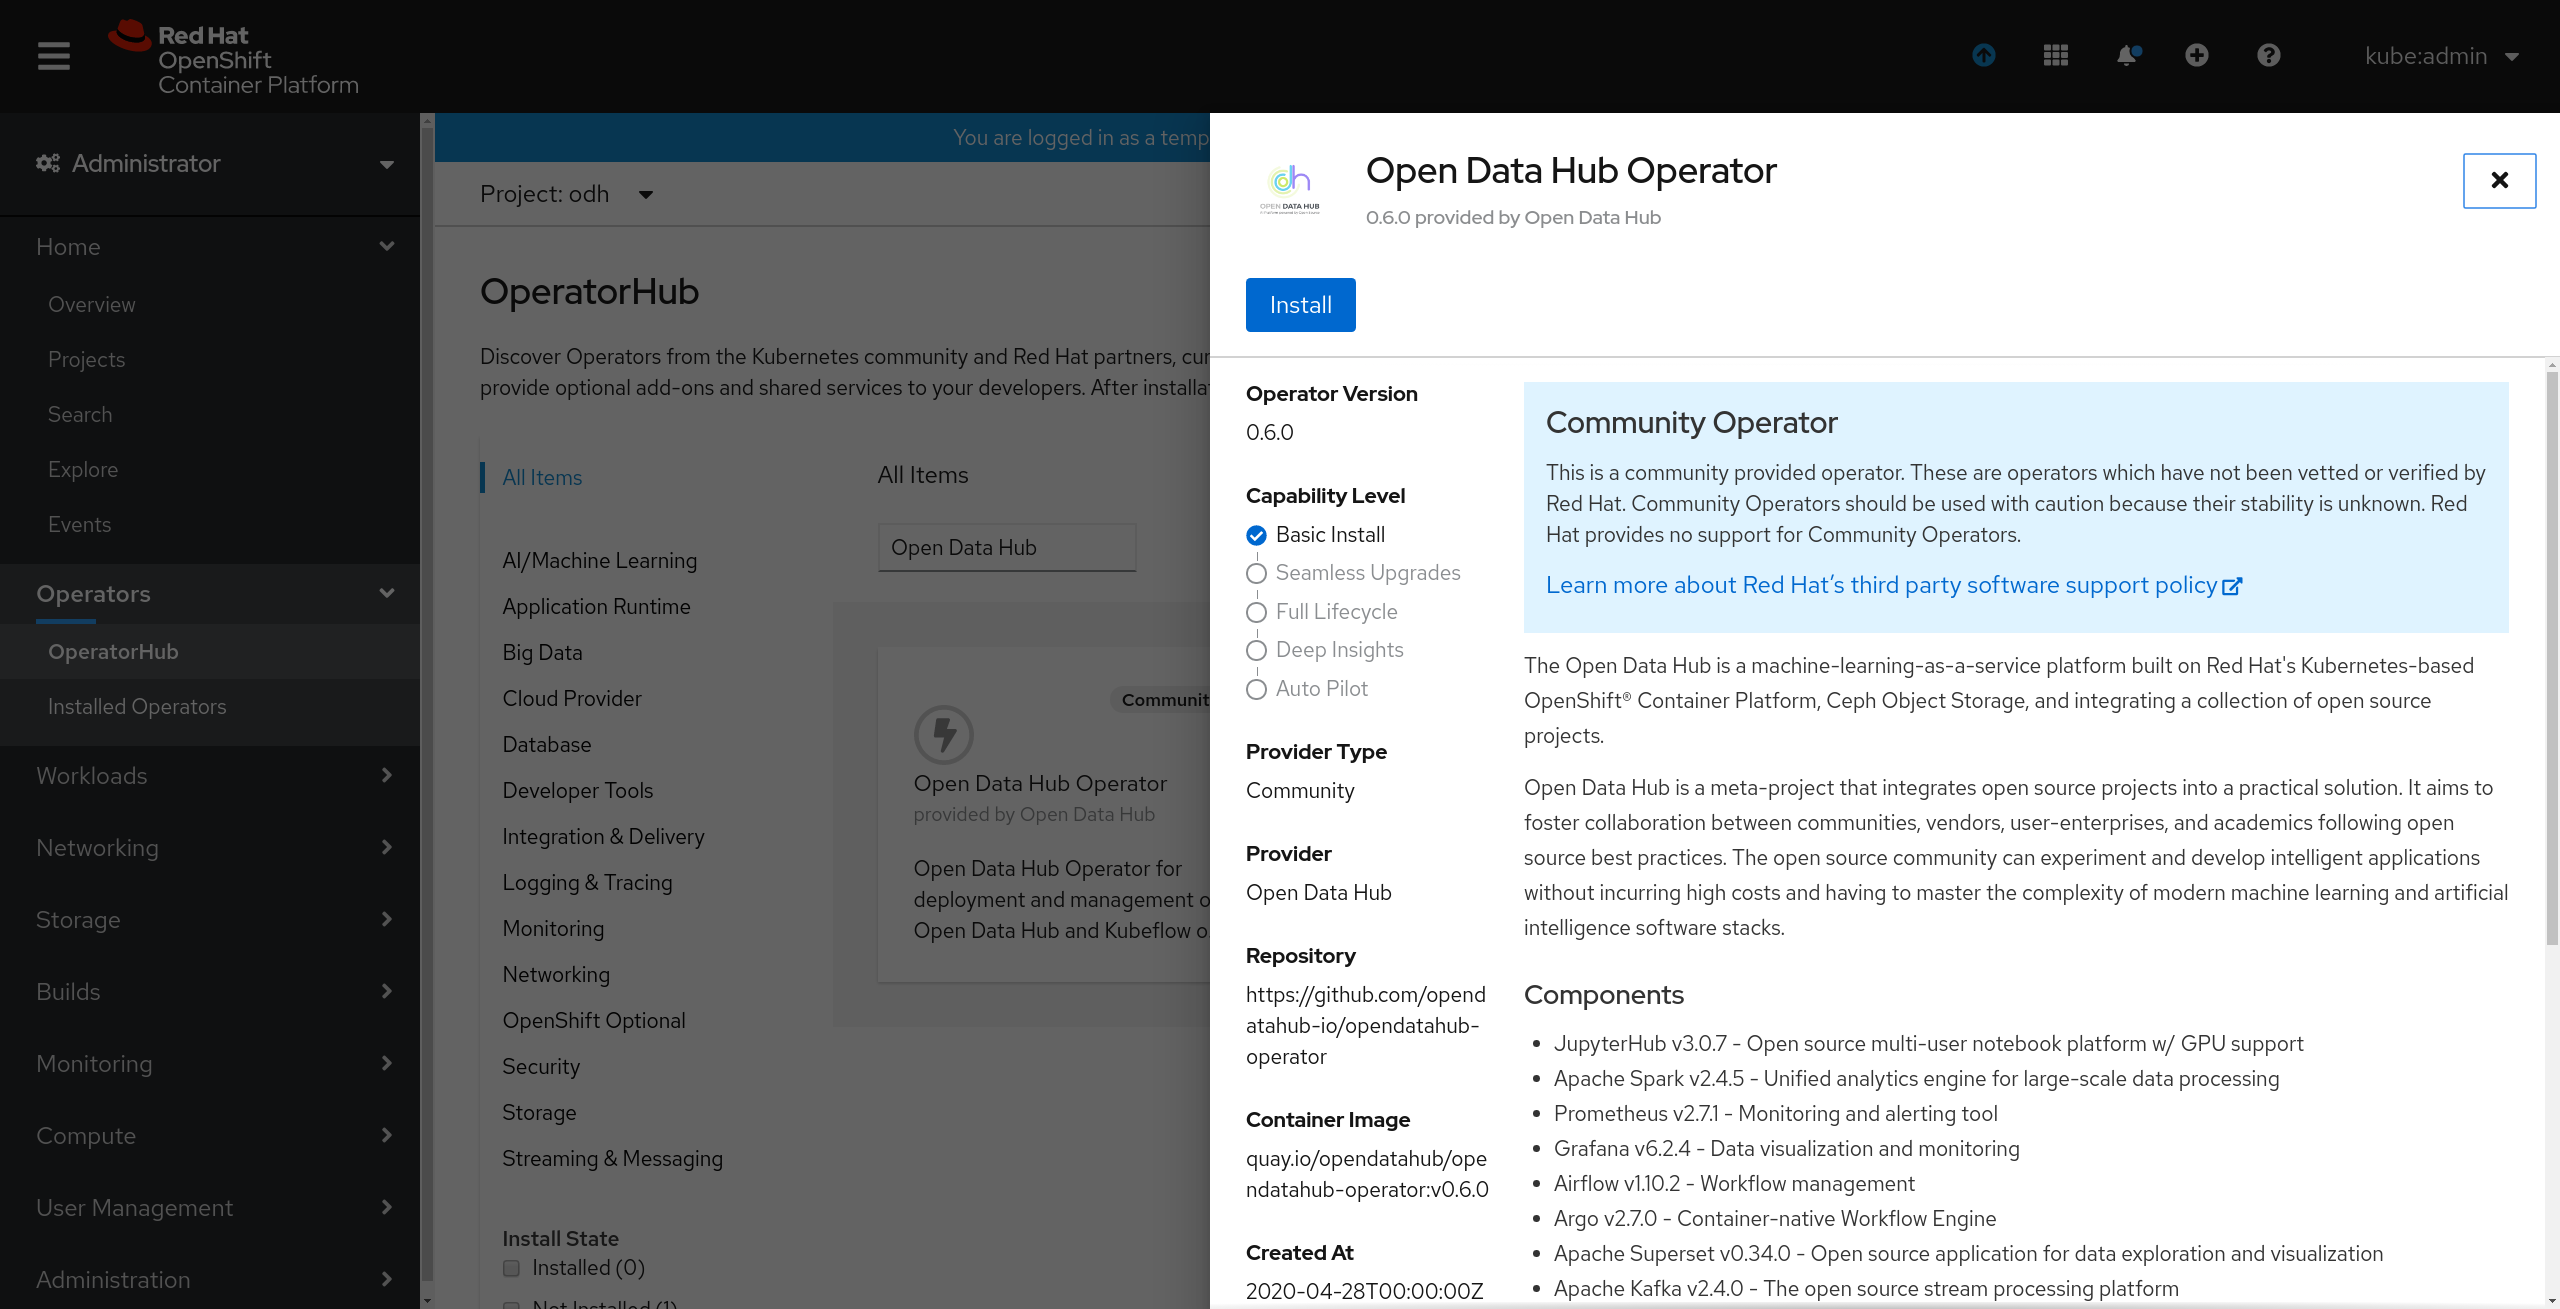 Red Hat
OpenShift
Container Platform
kube:admin
Administrator
Home
Overview
Projects
Search
Explore
Events
Operators
OperatorHub
Installed Operators
Workloads
Networking
Storage
Builds
Monitoring
Compute
User Management
Administration
You are logged in as a temp
Project: odh
OperatorHub
Discover Operators from the Kubernetes community and Red Hat partners, cur
provide optional add-ons and shared services to your developers. After installa
All Items
AI/Machine Learning
Application Runtime
Big Data
Cloud Provider
Database
Developer Tools
Integration & Delivery
Logging & Tracing
Monitoring
Networking
OpenShift Optional
Security
Storage
Streaming & Messaging
Install State
Installed (0)
Not Installed (1)
All Items
Open Data Hub
Communit
Open Data Hub Operator
provided by Open Data Hub
Open Data Hub Operator for
deployment and management o
Open Data Hub and Kubeflow o
OPEN DATA HUB
Open Data Hub Operator
0.6.0 provided by Open Data Hub
Install
Operator Version
0.6.0
Capability Level
Basic Install
Seamless Upgrades
Full Lifecycle
Deep Insights
Auto Pilot
Provider Type
Community
Provider
Open Data Hub
Repository
https://github.com/opend
atahub-io/opendatahub-
operator
Container Image
quay.io/opendatahub/ope
ndatahub-operator:v0.6.0
Created At
2020-04-28T00:00:00Z
Community Operator
This is a community provided operator. These are operators which have not been vetted or verified by
Red Hat. Community Operators should be used with caution because their stability is unknown. Red
Hat provides no support for Community Operators.
Learn more about Red Hat's third party software support policy
The Open Data Hub is a machine-learning-as-a-service platform built on Red Hat's Kubernetes-based
OpenShift® Container Platform, Ceph Object Storage, and integrating a collection of open source
projects.
Open Data Hub is a meta-project that integrates open source projects into a practical solution. It aims to
foster collaboration between communities, vendors, user-enterprises, and academics following open
source best practices. The open source community can experiment and develop intelligent applications
without incurring high costs and having to master the complexity of modern machine learning and artificial
intelligence software stacks.
Components
• JupyterHub v3.0.7 - Open source multi-user notebook platform w/ GPU support
• Apache Spark v2.4.5 - Unified analytics engine for large-scale data processing
• Prometheus v2.7.1 - Monitoring and alerting tool
• Grafana v6.2.4 - Data visualization and monitoring
• Airflow v1.10.2 - Workflow management
• Argo v2.7.0 - Container-native Workflow Engine
• Apache Superset v0.34.0 - Open source application for data exploration and visualization
• Apache Kafka v2.4.0 - The open source stream processing platform